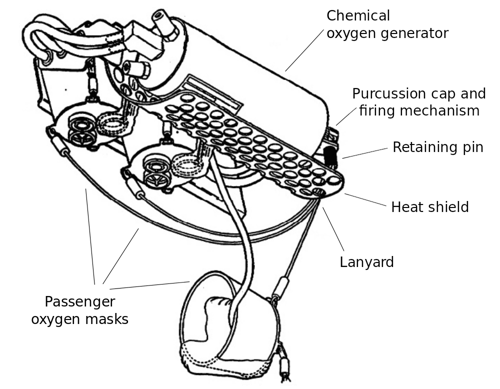 Chemical
oxygen generator
Purcussion cap and
firing mechanism
Retaining pin
Heat shield
Lanyard
Passenger
oxygen masks